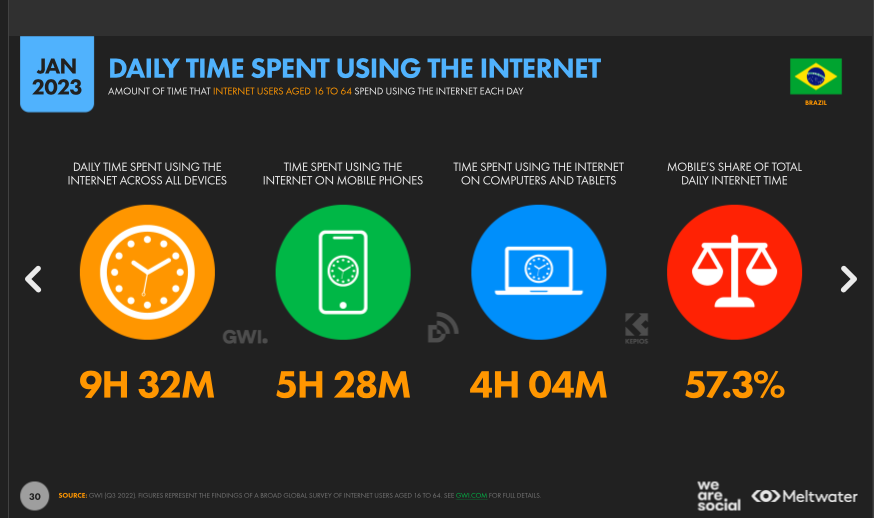 JAN
2023
DAILY TIME SPENT USING THE INTERNET
AMOUNT OF TIME THAT INTERNET USERS AGED 16 TO 64 SPEND USING THE INTERNET EACH DAY
BRAZIL
DAILY TIME SPENT USING THE
INTERNET ACROSS ALL DEVICES
TIME SPENT USING THE
INTERNET ON MOBILE PHONES
TIME SPENT USING THE INTERNET
ON COMPUTERS AND TABLETS
MOBILE'S SHARE OF TOTAL
DAILY INTERNET TIME
GWI.
KEPIOS
9H 32M
5H 28M
4H 04M
57.3%
30
SOURCE: GWI (Q3 2022). FIGURES REPRESENT THE FINDINGS OF A BROAD GLOBAL SURVEY OF INTERNET USERS AGED 16 TO 64. SEE GWI.COM FOR FULL DETAILS.
we
are
social
Meltwater